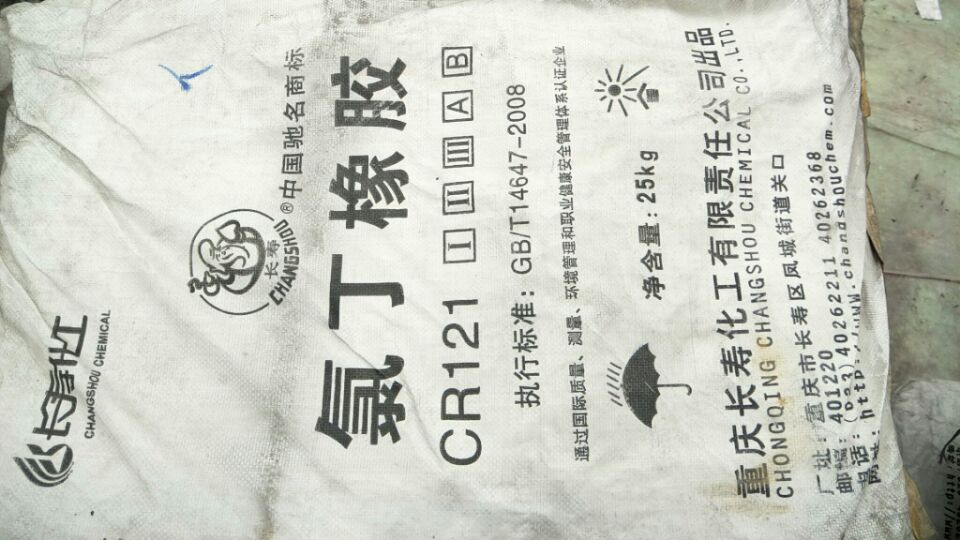 长寿化工
CHANGSHOU CHEMICAL
长寿
CHANGSHOU
®中国驰名商标
氯丁橡胶
CR121 Ⅰ Ⅱ Ⅲ A B
执行标准：GB/T14647-2008
通过国际质量、测量、环境管理和职业健康安全管理体系认证企业
净含量：25kg
重庆长寿化工有限责任公司出品
CHONGQING CHANGSHOU CHEMICAL CO.,LTD.
厂址：重庆市长寿区凤城街道关口
邮编：401220
电话：(023)40262211 40262368
http://www.changshouchem.com